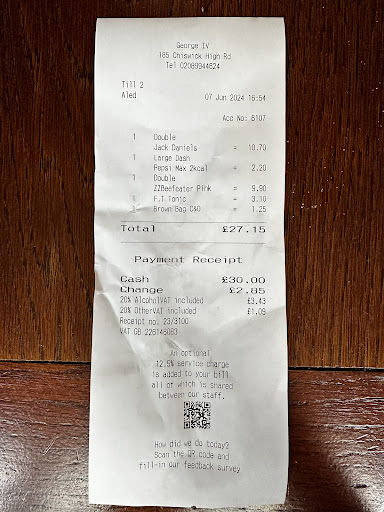 George IV
185 Chiswick High Rd
Tel 02089944624
Till 2
Aled
07 Jun 2024 16:54
Acc No: 6107
1 Double
Jack Daniels = 10.70
1 Large Dash
Pepsi Max 2kcal = 2.20
1 Double
ZZBeefeater Pink = 9.90
1 F.T Tonic = 3.10
1 Brown Bag C&O = 1.25
Total £27.15
Payment Receipt
Cash £30.00
Change £2.85
20% AlcoholVAT included £3.43
20% OtherVAT included £1.09
Receipt no: 23/3100
VAT GB 226145083
An optional
12.5% service charge
is added to your bill
all of which is shared
between our staff.
How did we do today?
Scan the QR code and
fill-in our feedback survey